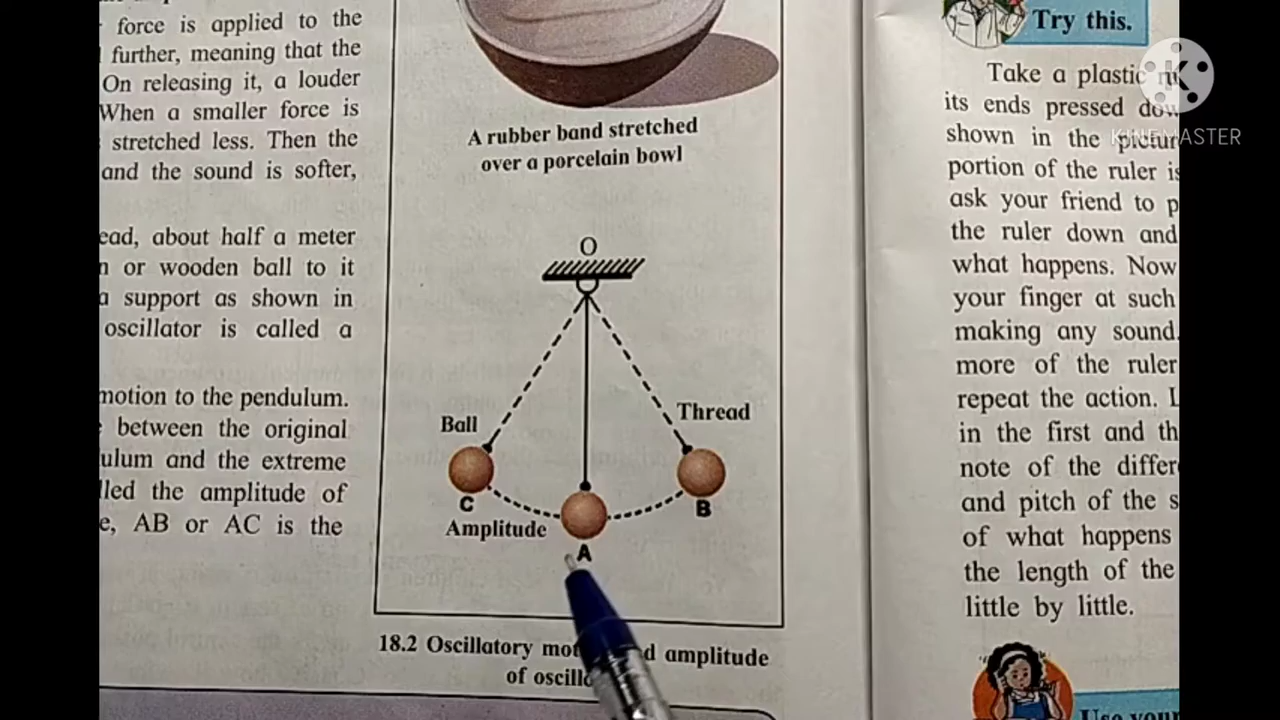 force is applied to the
further, meaning that the
On releasing it, a louder
When a smaller force is
stretched less. Then the
and the sound is softer,
ead, about half a meter
n or wooden ball to it
a support as shown in
oscillator is called a
motion to the pendulum.
between the original
ulum and the extreme
lled the amplitude of
e, AB or AC is the
A rubber band stretched
over a porcelain bowl
O
Thread
Ball
C
B
Amplitude
A
18.2 Oscillatory mot d amplitude
of oscill
Try this.
Take a plastic
its ends pressed dow
shown in the pictur
portion of the ruler is
ask your friend to p
the ruler down and
what happens. Now
your finger at such
making any sound.
more of the ruler
repeat the action. L
in the first and th
note of the differ
and pitch of the s
of what happens
the length of the
little by little.
Use your
K
KINEMASTER